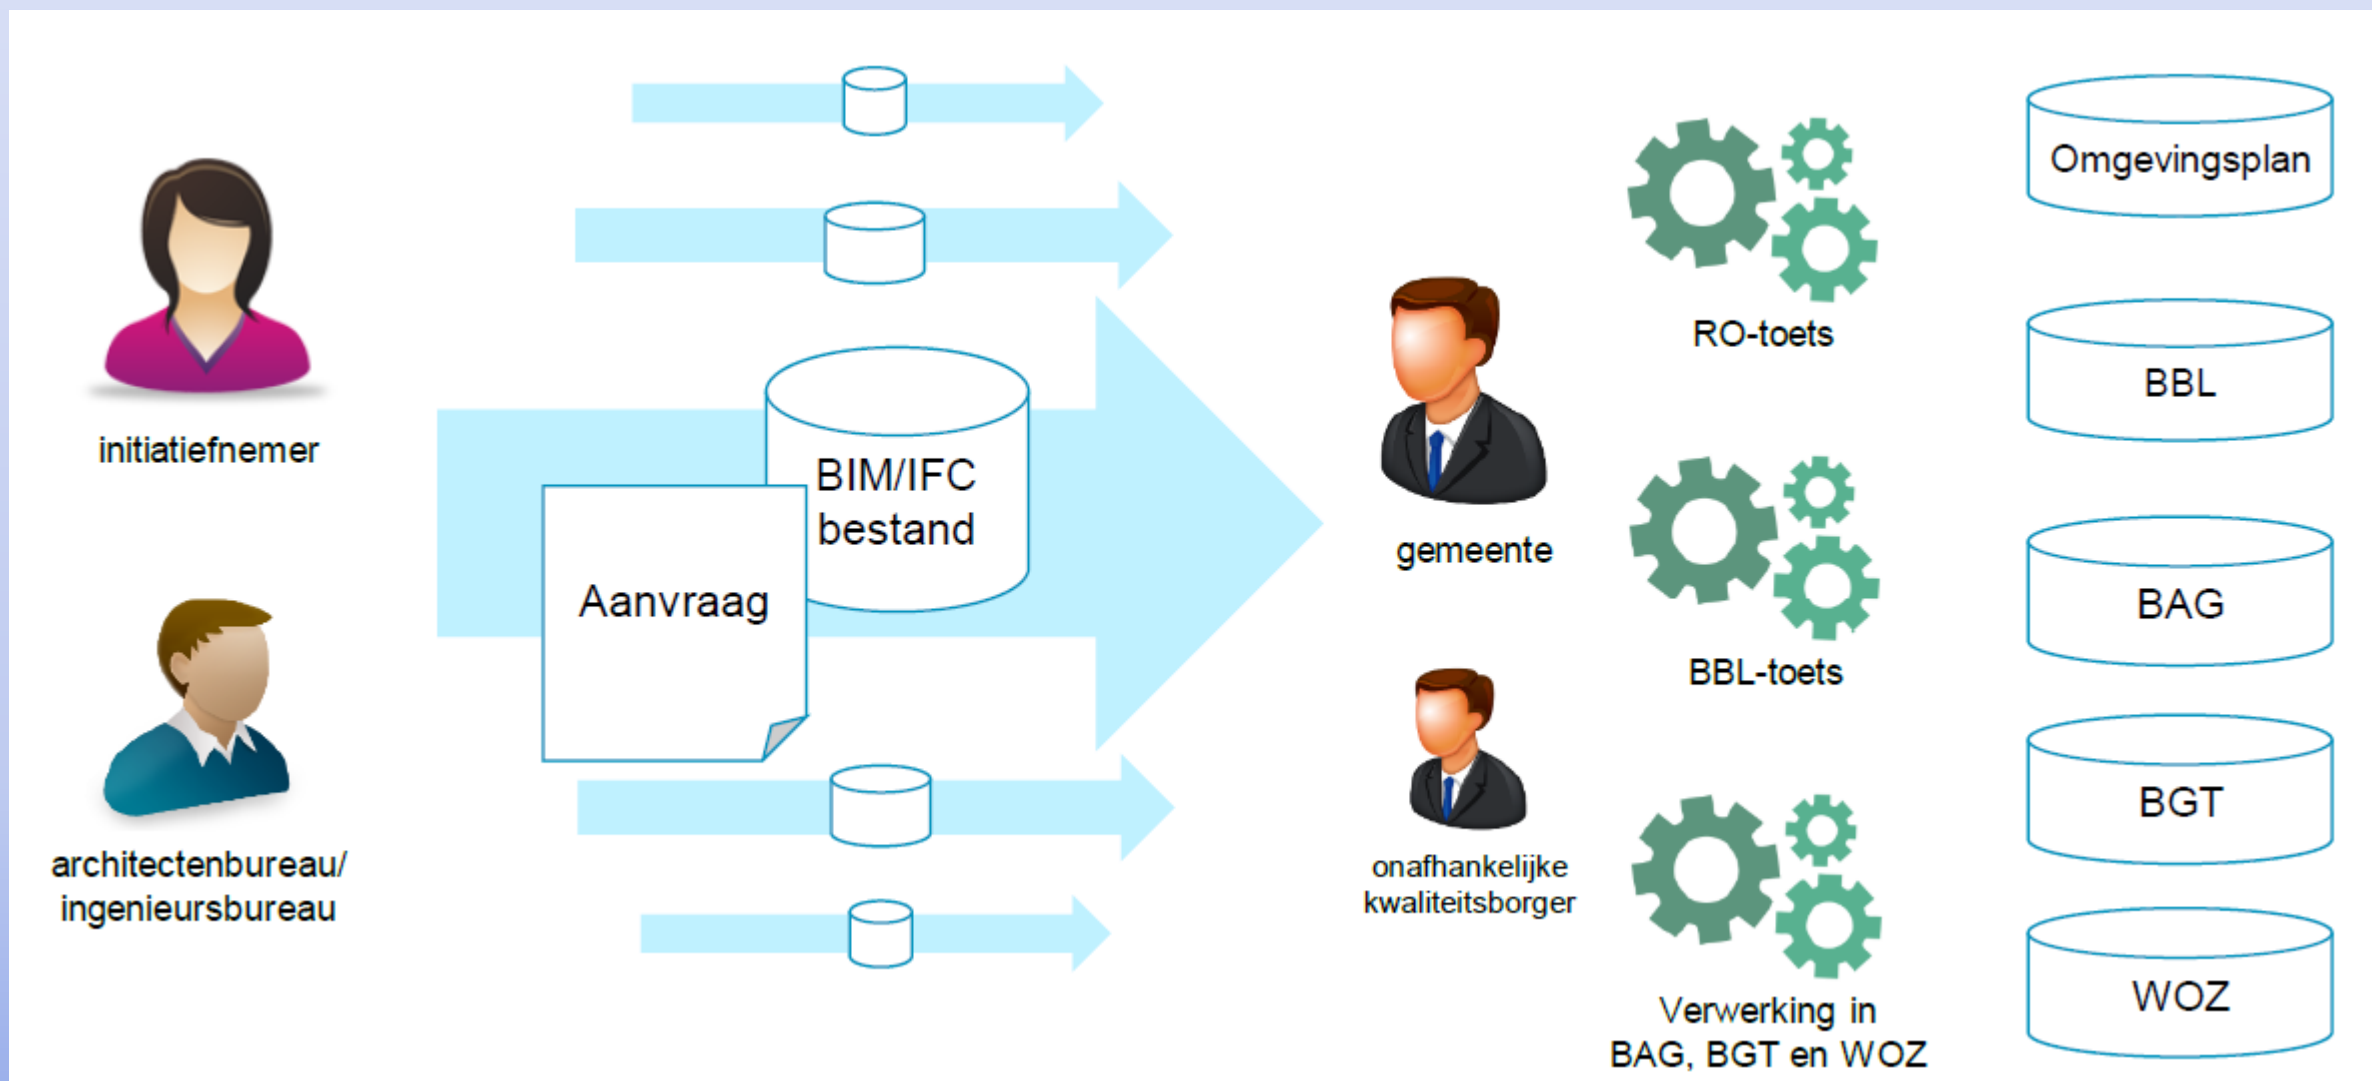 initiatiefnemer
architectenbureau/
ingenieursbureau
BIM/IFC
bestand
Aanvraag
gemeente
onafhankelijke
kwaliteitsborger
RO-toets
BBL-toets
Verwerking in
BAG, BGT en WOZ
Omgevingsplan
BBL
BAG
BGT
WOZ